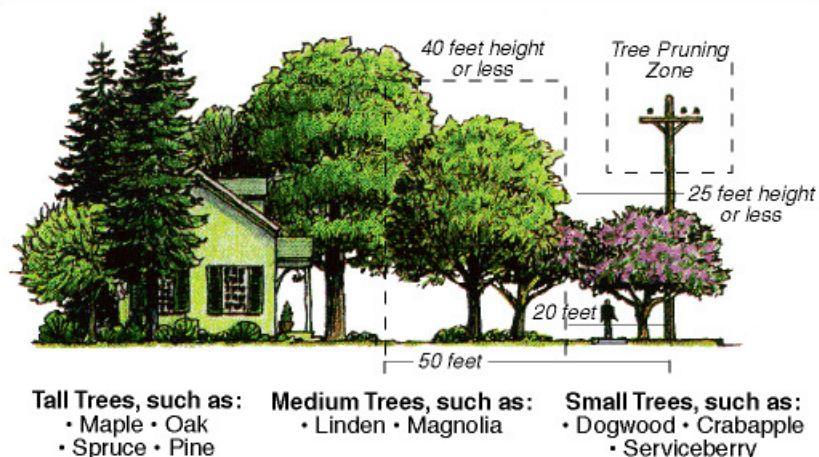 40 feet height
or less
Tree Pruning
Zone
25 feet height
or less
20 feet
50 feet
Tall Trees, such as:
• Maple • Oak
• Spruce • Pine
Medium Trees, such as:
• Linden • Magnolia
Small Trees, such as:
• Dogwood • Crabapple
• Serviceberry